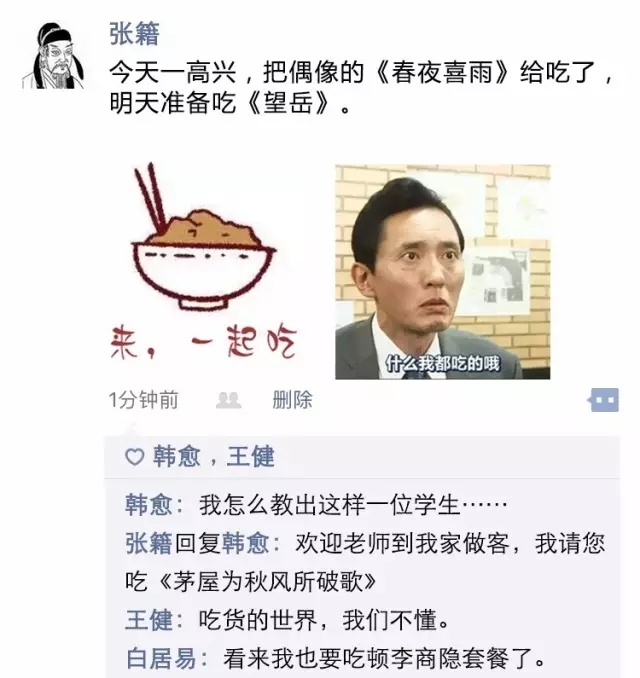 张籍
今天一高兴，把偶像的《春夜喜雨》给吃了，
明天准备吃《望岳》。
来，一起吃
什么我都吃的哦
1分钟前
删除
韩愈，王健
韩愈：我怎么教出这样一位学生……
张籍回复韩愈：欢迎老师到我家做客，我请您
吃《茅屋为秋风所破歌》
王健：吃货的世界，我们不懂。
白居易：看来我也要吃顿李商隐套餐了。